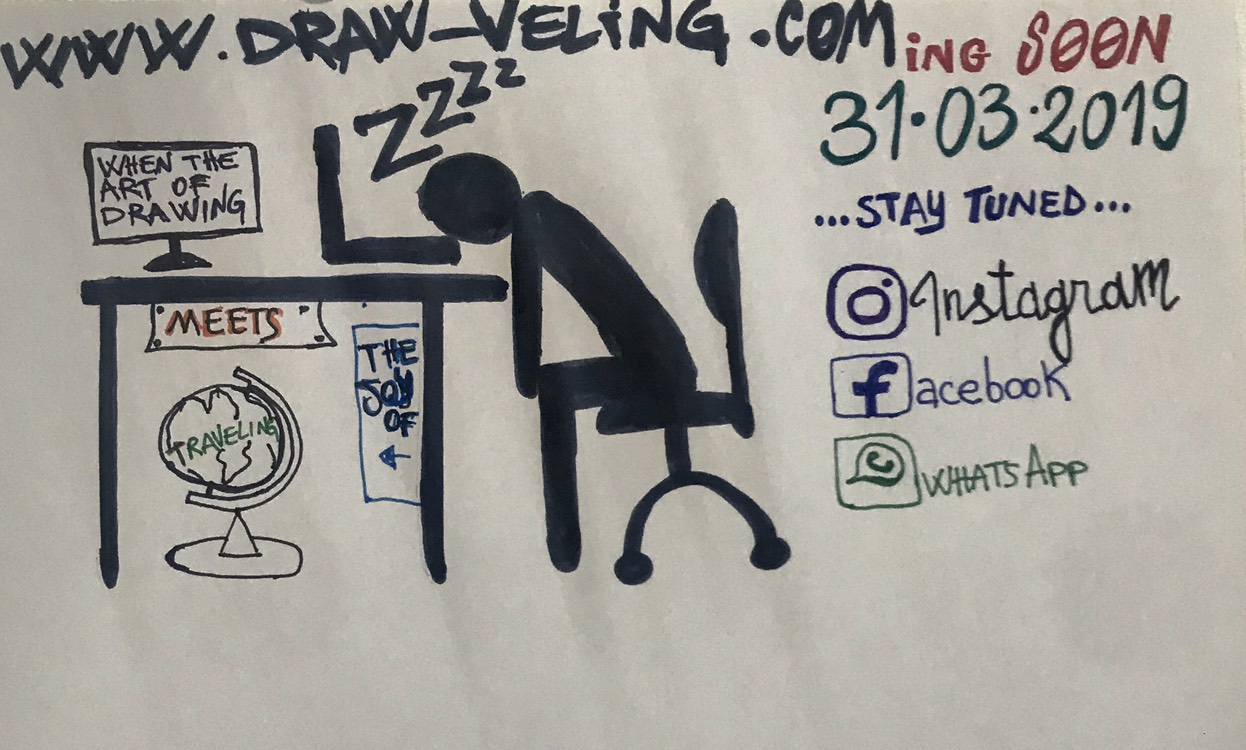 WWW.DRAW-VELING.COMING SOON
31·03·2019
...STAY TUNED...
Instagram
facebook
WHATSAPP
ZZZZ
WHEN THE
ART OF
DRAWING
MEETS
THE
JOY
OF
TRAVELING